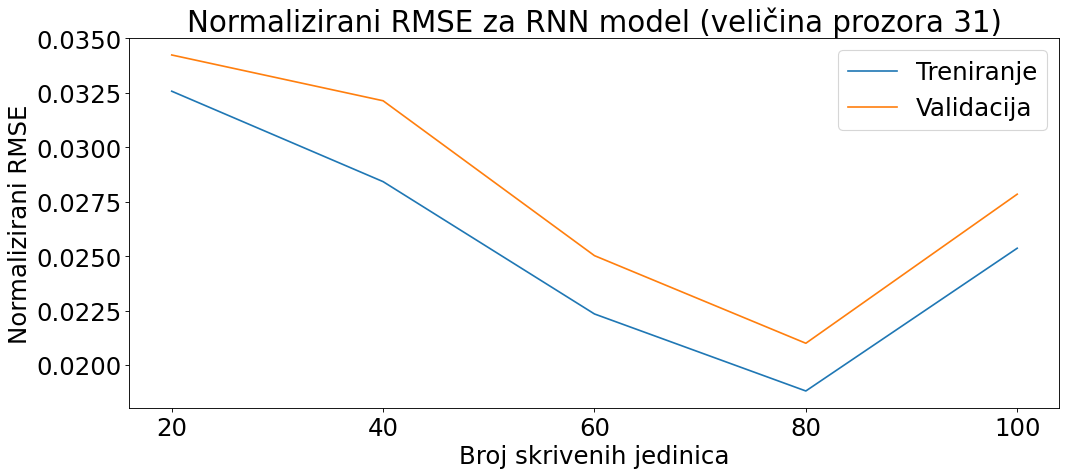 Normalizirani RMSE za RNN model (veličina prozora 31)
Treniranje
Validacija
Normalizirani RMSE
0.0350
0.0325
0.0300
0.0275
0.0250
0.0225
0.0200
20 40 60 80 100
Broj skrivenih jedinica